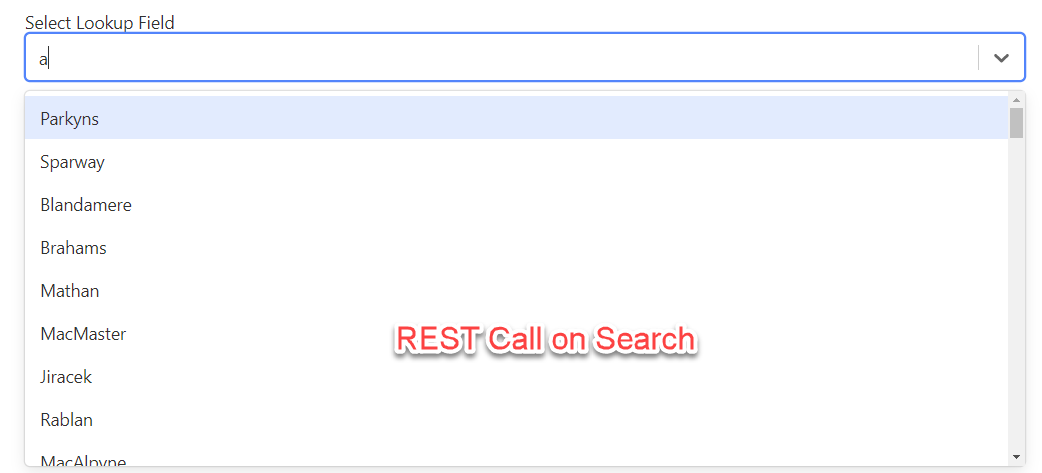 Select Lookup Field
a
Parkyns
Sparway
Blandamere
Brahams
Mathan
MacMaster
REST Call on Search
Jiracek
Rablan
MacAlpyne